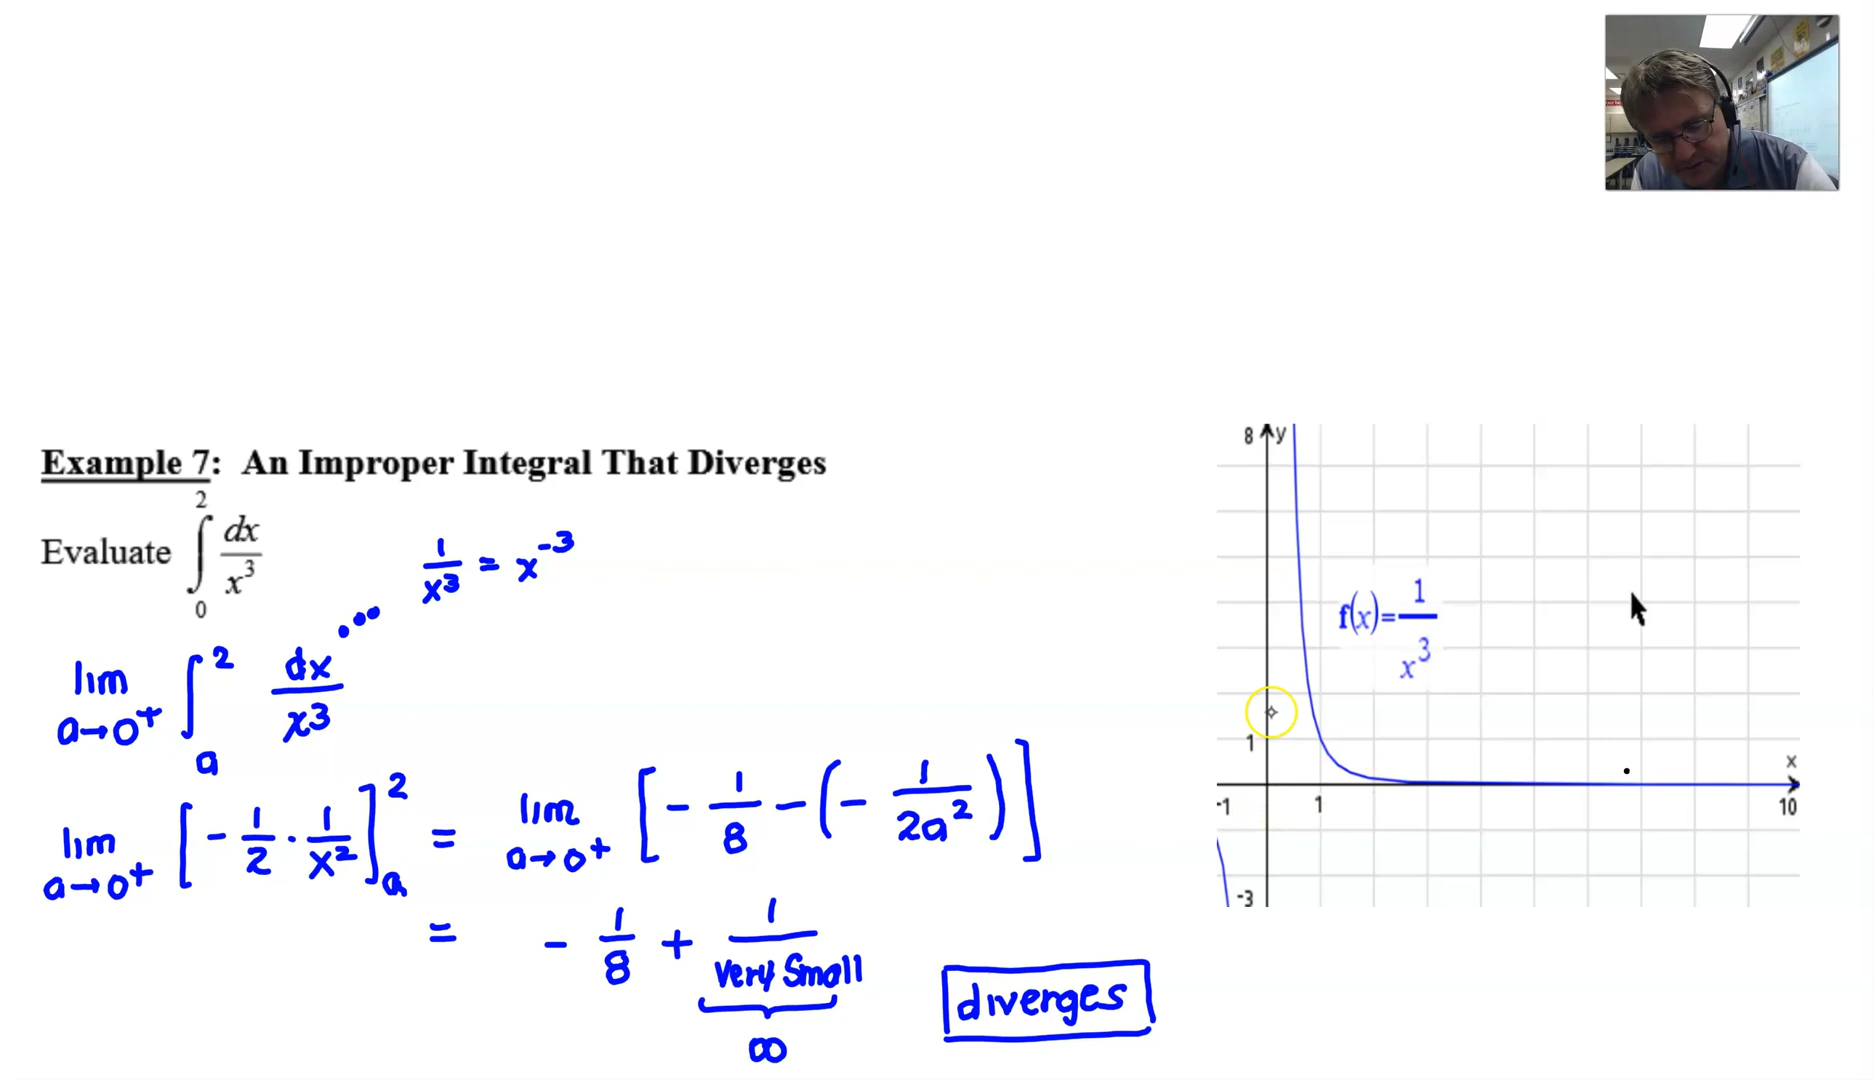 Example 7: An Improper Integral That Diverges
Evaluate ∫₀² dx/x³
1/x³ = x⁻³
lim a→0⁺ ∫ₐ² dx/x³
lim a→0⁺ [-1/2 · 1/x²]ₐ² = lim a→0⁺ [-1/8 - (-1/2a²)]
= -1/8 + 1/very small
∞
diverges
8 y
f(x)=1/x³
1
x
-1 1 10
-3